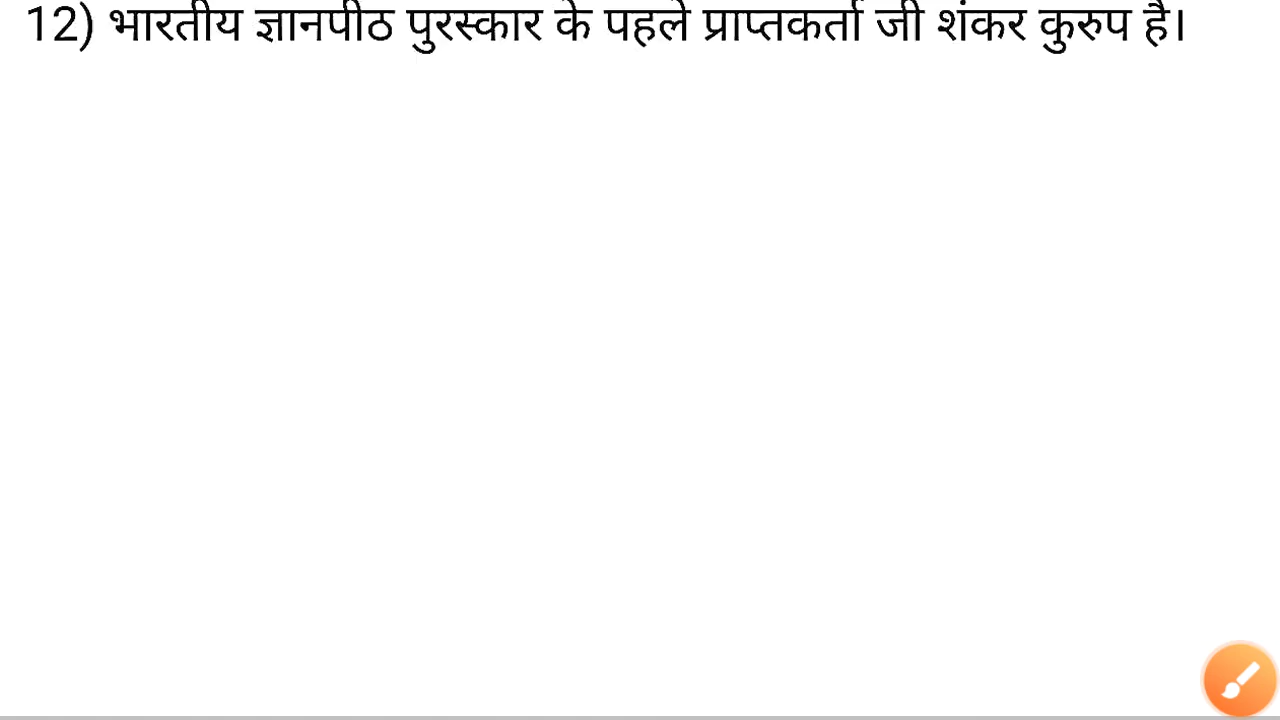 12) भारतीय ज्ञानपीठ पुरस्कार के पहले प्राप्तकर्ता जी शंकर कुरुप है।